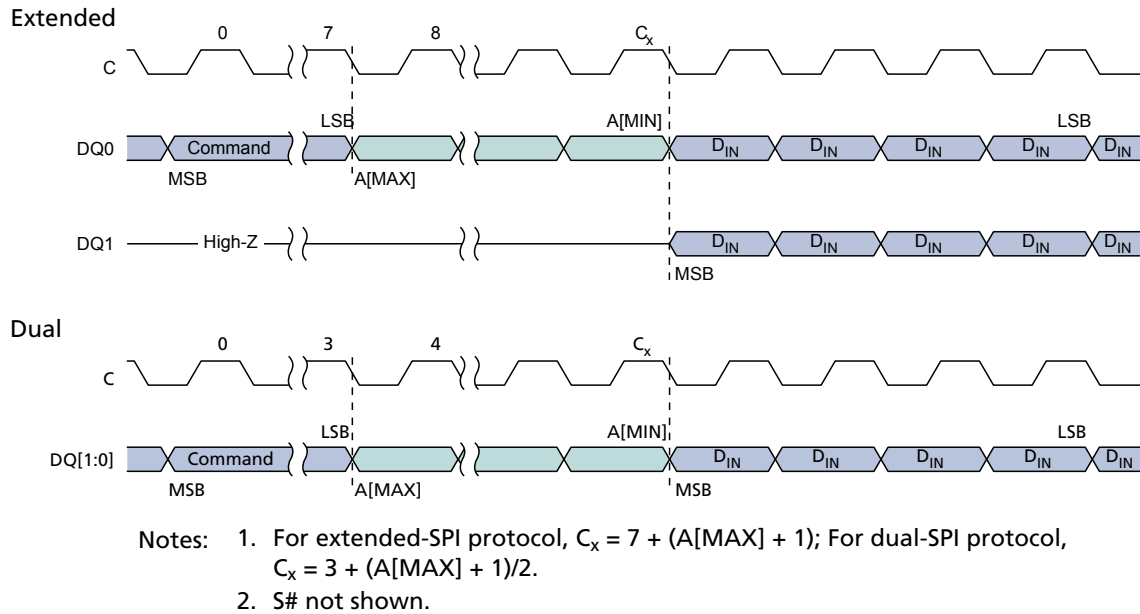 Extended
0 7 8 Cx
C
LSB A[MIN] LSB
DQ0 Command DIN DIN DIN DIN DIN
MSB A[MAX]
DQ1 High-Z DIN DIN DIN DIN DIN
MSB
Dual
0 3 4 Cx
C
LSB A[MIN] LSB
DQ[1:0] Command DIN DIN DIN DIN DIN
MSB A[MAX] MSB
Notes: 1. For extended-SPI protocol, Cx = 7 + (A[MAX] + 1); For dual-SPI protocol,
Cx = 3 + (A[MAX] + 1)/2.
2. S# not shown.